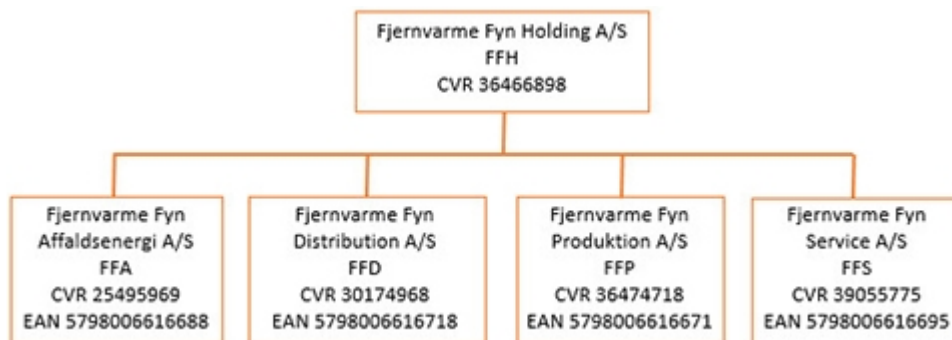 Fjernvarme Fyn Holding A/S
FFH
CVR 36466898
Fjernvarme Fyn
Affaldsenergi A/S
FFA
CVR 25495969
EAN 5798006616688
Fjernvarme Fyn
Distribution A/S
FFD
CVR 30174968
EAN 5798006616718
Fjernvarme Fyn
Produktion A/S
FFP
CVR 36474718
EAN 5798006616671
Fjernvarme Fyn
Service A/S
FFS
CVR 39055775
EAN 5798006616695